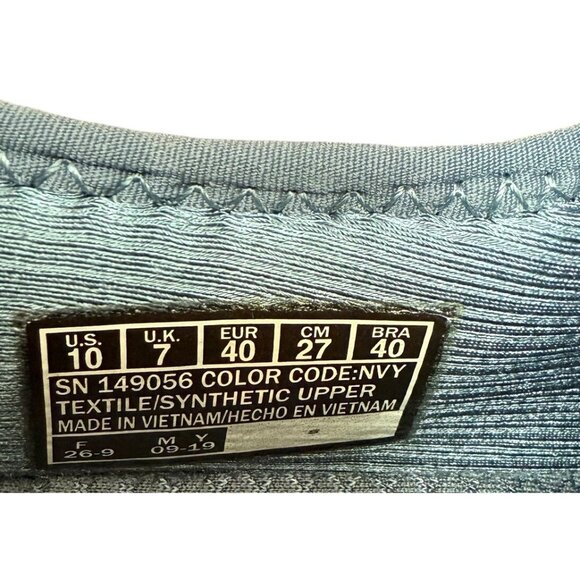 U.S. U.K. EUR CM BRA
10 7 40 27 40
SN 149056 COLOR CODE:NVY
TEXTILE/SYNTHETIC UPPER
MADE IN VIETNAM/HECHO EN VIETNAM
F M Y
26-9 09-19